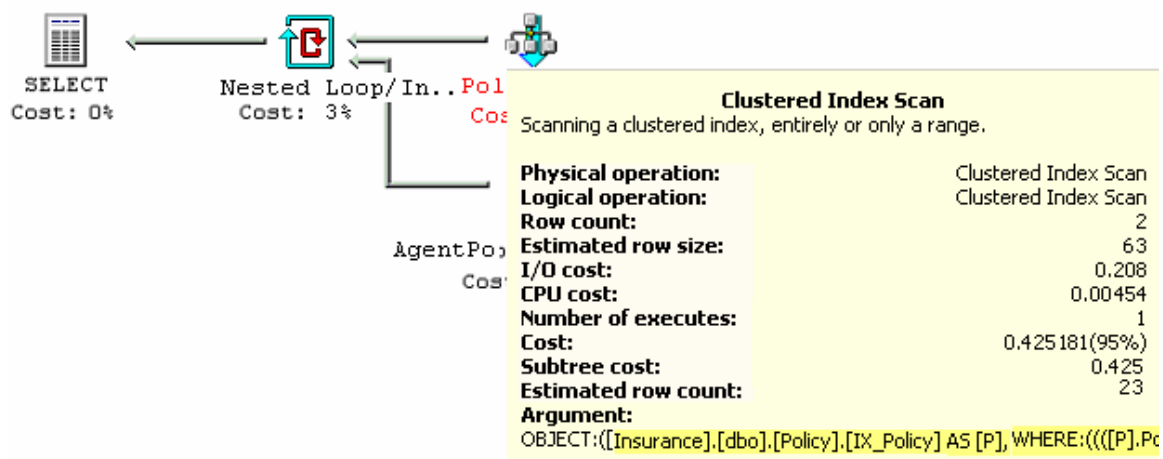 SELECT
Cost: 0%
Nested Loop/In..
Cost: 3%
Pol
Cos
AgentPo
Cos
Clustered Index Scan
Scanning a clustered index, entirely or only a range.
Physical operation: Clustered Index Scan
Logical operation: Clustered Index Scan
Row count: 2
Estimated row size: 63
I/O cost: 0.208
CPU cost: 0.00454
Number of executes: 1
Cost: 0.425181(95%)
Subtree cost: 0.425
Estimated row count: 23
Argument:
OBJECT:([Insurance].[dbo].[Policy].[IX_Policy] AS [P], WHERE:((([P].Po